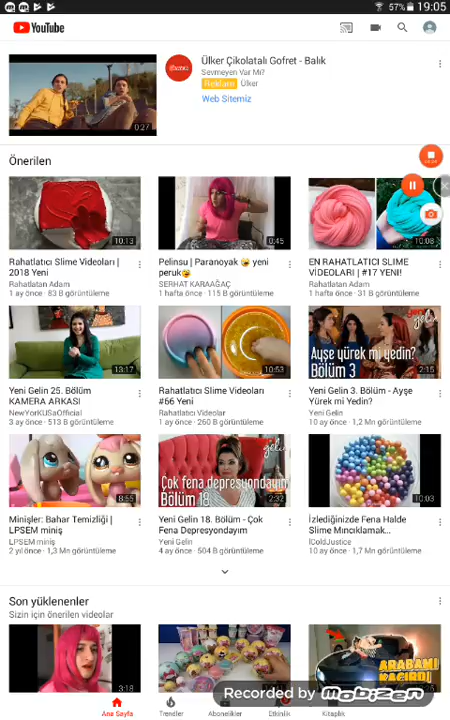 57% 19:05
YouTube
Ülker Çikolatalı Gofret - Balık
Sevmeyen Var Mı?
Reklam Ülker
Web Sitemiz
0:27
Önerilen
10:13
0:45
10:08
Rahatlatıcı Slime Videoları |
2018 Yeni
Rahatlatan Adam
1 ay önce · 83 B görüntüleme
Pelinsu | Paranoyak 😂 yeni
peruk😂
SERHAT KARAAĞAÇ
1 hafta önce · 115 B görüntüleme
EN RAHATLATICI SLIME
VİDEOLARI | #17 YENİ!
Rahatlatan Adam
1 hafta önce · 31 B görüntüleme
13:17
10:53
gelin
Ayşe yürek mi yedin?
Bölüm 3
2:15
Yeni Gelin 25. Bölüm
KAMERA ARKASI
NewYorKUSaOfficial
3 ay önce · 513 B görüntüleme
Rahatlatıcı Slime Videoları
#66 Yeni
Rahatlatıcı Videolar
1 ay önce · 260 B görüntüleme
Yeni Gelin 3. Bölüm - Ayşe
Yürek mi Yedin?
Yeni Gelin
10 ay önce · 1,2 Mn görüntüleme
8:55
gelin
Çok fena depresyondayım
Bölüm 18
2:32
10:03
Minişler: Bahar Temizliği |
LPSEM miniş
LPSEM miniş
2 yıl önce · 1,3 Mn görüntüleme
Yeni Gelin 18. Bölüm - Çok
Fena Depresyondayım
Yeni Gelin
4 ay önce · 504 B görüntüleme
İzlediğinizde Fena Halde
Slime Mıncıklamak...
IColdJustice
10 ay önce · 1,7 Mn görüntüleme
Son yüklenenler
Sizin için önerilen videolar
3:18
ARABAMI
KAÇIRDI
Recorded by Mobizen
Ana Sayfa
Trendler
Abonelikler
Etkinlik
Kitaplık